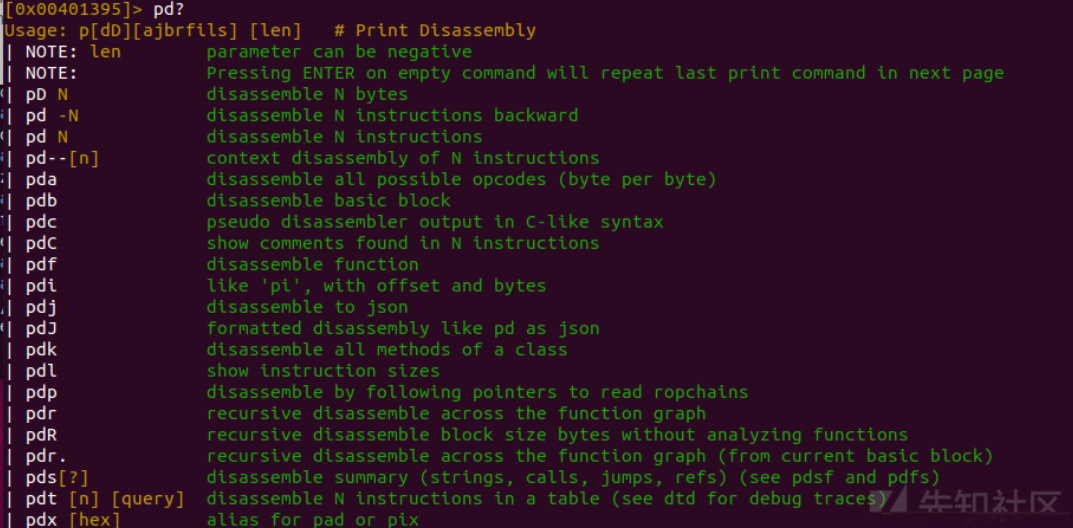 [0x00401395]> pd?
Usage: p[dD][ajbrfils] [len]   # Print Disassembly
| NOTE: len         parameter can be negative
| NOTE:             Pressing ENTER on empty command will repeat last print command in next page
| pD N              disassemble N bytes
| pd -N             disassemble N instructions backward
| pd N              disassemble N instructions
| pd--[n]           context disassembly of N instructions
| pda               disassemble all possible opcodes (byte per byte)
| pdb               disassemble basic block
| pdc               pseudo disassembler output in C-like syntax
| pdC               show comments found in N instructions
| pdf               disassemble function
| pdi               like 'pi', with offset and bytes
| pdj               disassemble to json
| pdJ               formatted disassembly like pd as json
| pdk               disassemble all methods of a class
| pdl               show instruction sizes
| pdp               disassemble by following pointers to read ropchains
| pdr               recursive disassemble across the function graph
| pdR               recursive disassemble block size bytes without analyzing functions
| pdr.              recursive disassemble across the function graph (from current basic block)
| pds[?]            disassemble summary (strings, calls, jumps, refs) (see pdsf and pdfs)
| pdt [n] [query]   disassemble N instructions in a table (see dtd for debug traces)
| pdx [hex]         alias for pad or pix
先知社区